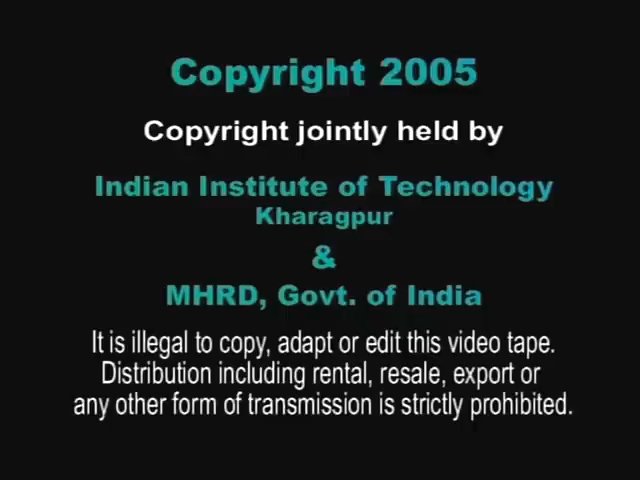 Copyright 2005
Copyright jointly held by
Indian Institute of Technology
Kharagpur
&
MHRD, Govt. of India
It is illegal to copy, adapt or edit this video tape.
Distribution including rental, resale, export or
any other form of transmission is strictly prohibited.